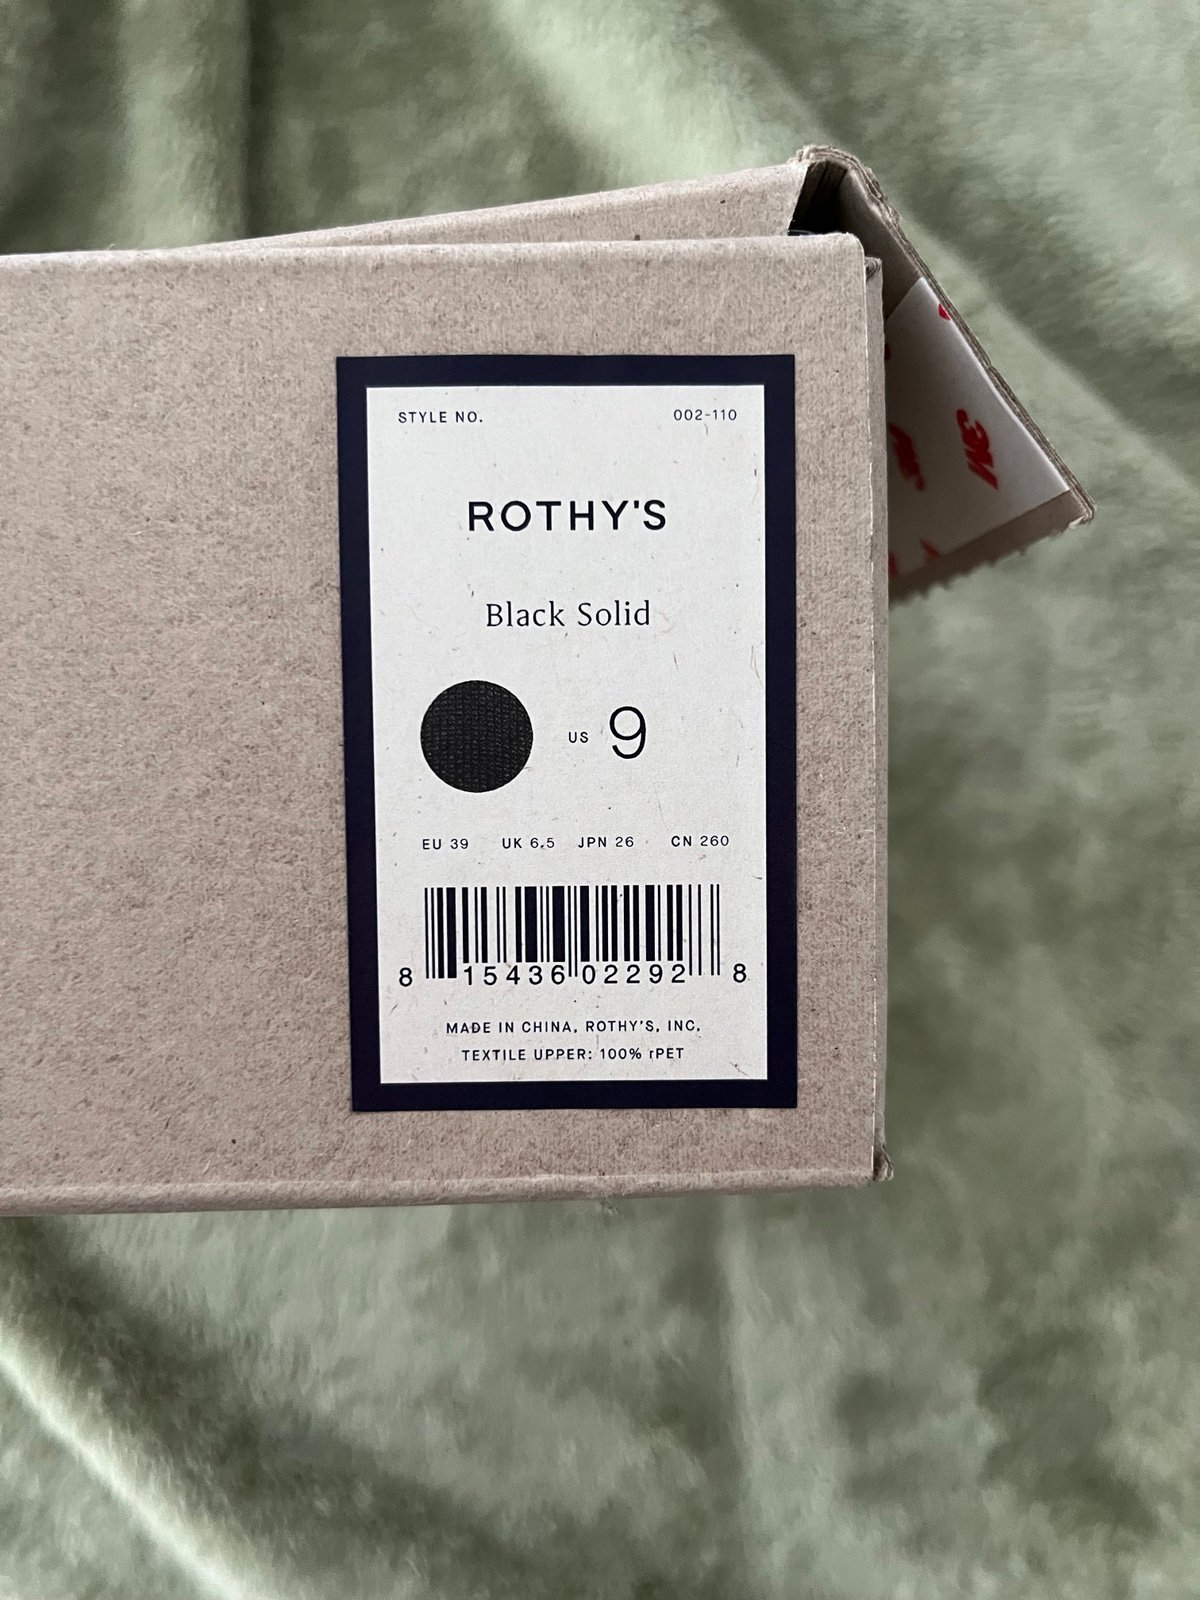 STYLE NO. 002-110
ROTHY'S
Black Solid
US 9
EU 39 UK 6.5 JPN 26 CN 260
8 15436 02292 8
MADE IN CHINA, ROTHY'S, INC.
TEXTILE UPPER: 100% rPET
3M